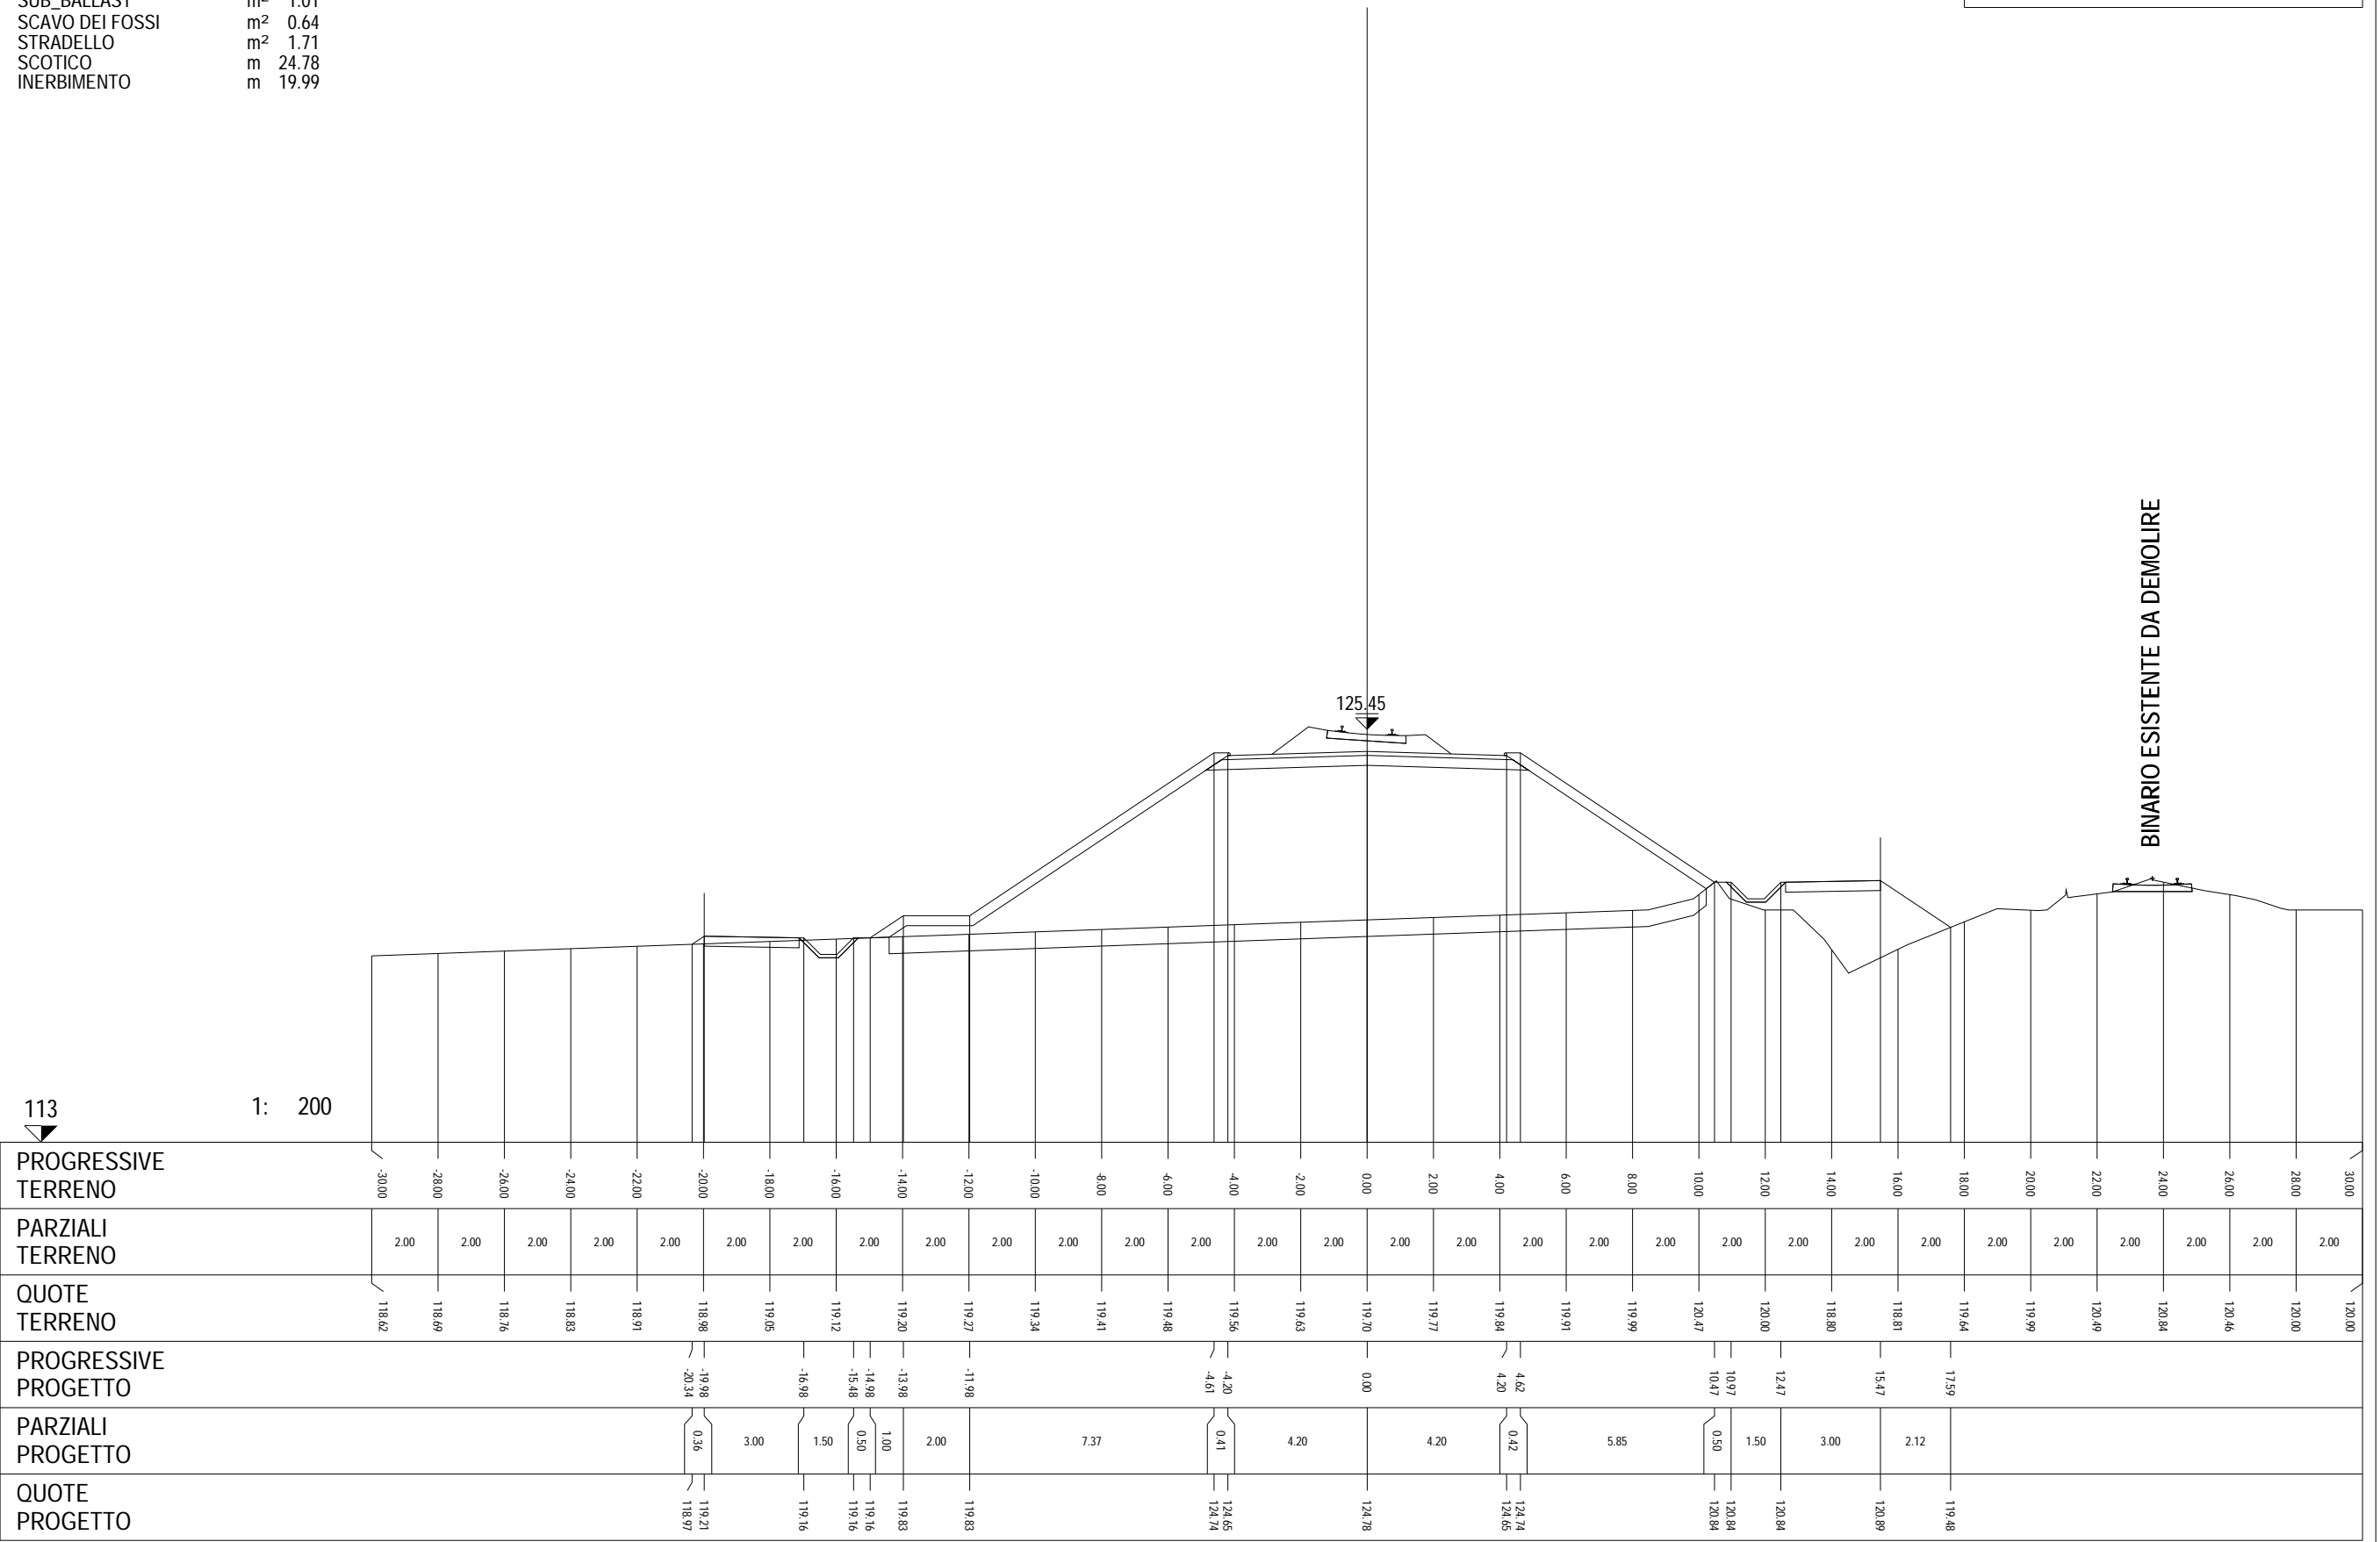 SUB_BALLAST m² 1.01
SCAVO DEI FOSSI m² 0.64
STRADELLO m² 1.71
SCOTICO m 24.78
INERBIMENTO m 19.99
BINARIO ESISTENTE DA DEMOLIRE
125.45
113 1: 200
PROGRESSIVE
TERRENO
-30.00 -28.00 -26.00 -24.00 -22.00 -20.00 -18.00 -16.00 -14.00 -12.00 -10.00 -8.00 -6.00 -4.00 -2.00 0.00 2.00 4.00 6.00 8.00 10.00 12.00 14.00 16.00 18.00 20.00 22.00 24.00 26.00 28.00 30.00
PARZIALI
TERRENO
2.00 2.00 2.00 2.00 2.00 2.00 2.00 2.00 2.00 2.00 2.00 2.00 2.00 2.00 2.00 2.00 2.00 2.00 2.00 2.00 2.00 2.00 2.00 2.00 2.00 2.00 2.00 2.00 2.00 2.00
QUOTE
TERRENO
118.62 118.69 118.76 118.83 118.91 118.98 119.05 119.12 119.20 119.27 119.34 119.41 119.48 119.56 119.63 119.70 119.77 119.84 119.91 119.99 120.47 120.00 118.80 118.81 119.64 119.99 120.49 120.84 120.46 120.00 120.00
PROGRESSIVE
PROGETTO
-20.34 -19.98 -16.98 -15.48 -14.98 -13.98 -11.98 -4.61 -4.20 0.00 4.20 4.62 10.47 10.97 12.47 15.47 17.59
PARZIALI
PROGETTO
0.36 3.00 1.50 0.50 1.00 2.00 7.37 0.41 4.20 4.20 0.42 5.85 0.50 1.50 3.00 2.12
QUOTE
PROGETTO
118.97 119.21 119.16 119.16 119.16 119.83 119.83 124.74 124.65 124.78 124.65 124.74 120.84 120.84 120.84 120.89 119.48